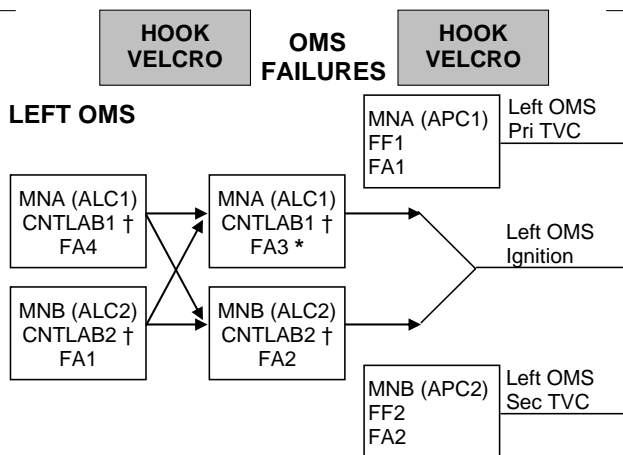 HOOK
VELCRO
OMS
FAILURES
HOOK
VELCRO
LEFT OMS
MNA (APC1)
FF1
FA1
Left OMS
Pri TVC
MNA (ALC1)
CNTLAB1 †
FA4
MNA (ALC1)
CNTLAB1 †
FA3 *
Left OMS
Ignition
MNB (ALC2)
CNTLAB2 †
FA1
MNB (ALC2)
CNTLAB2 †
FA2
MNB (APC2)
FF2
FA2
Left OMS
Sec TVC